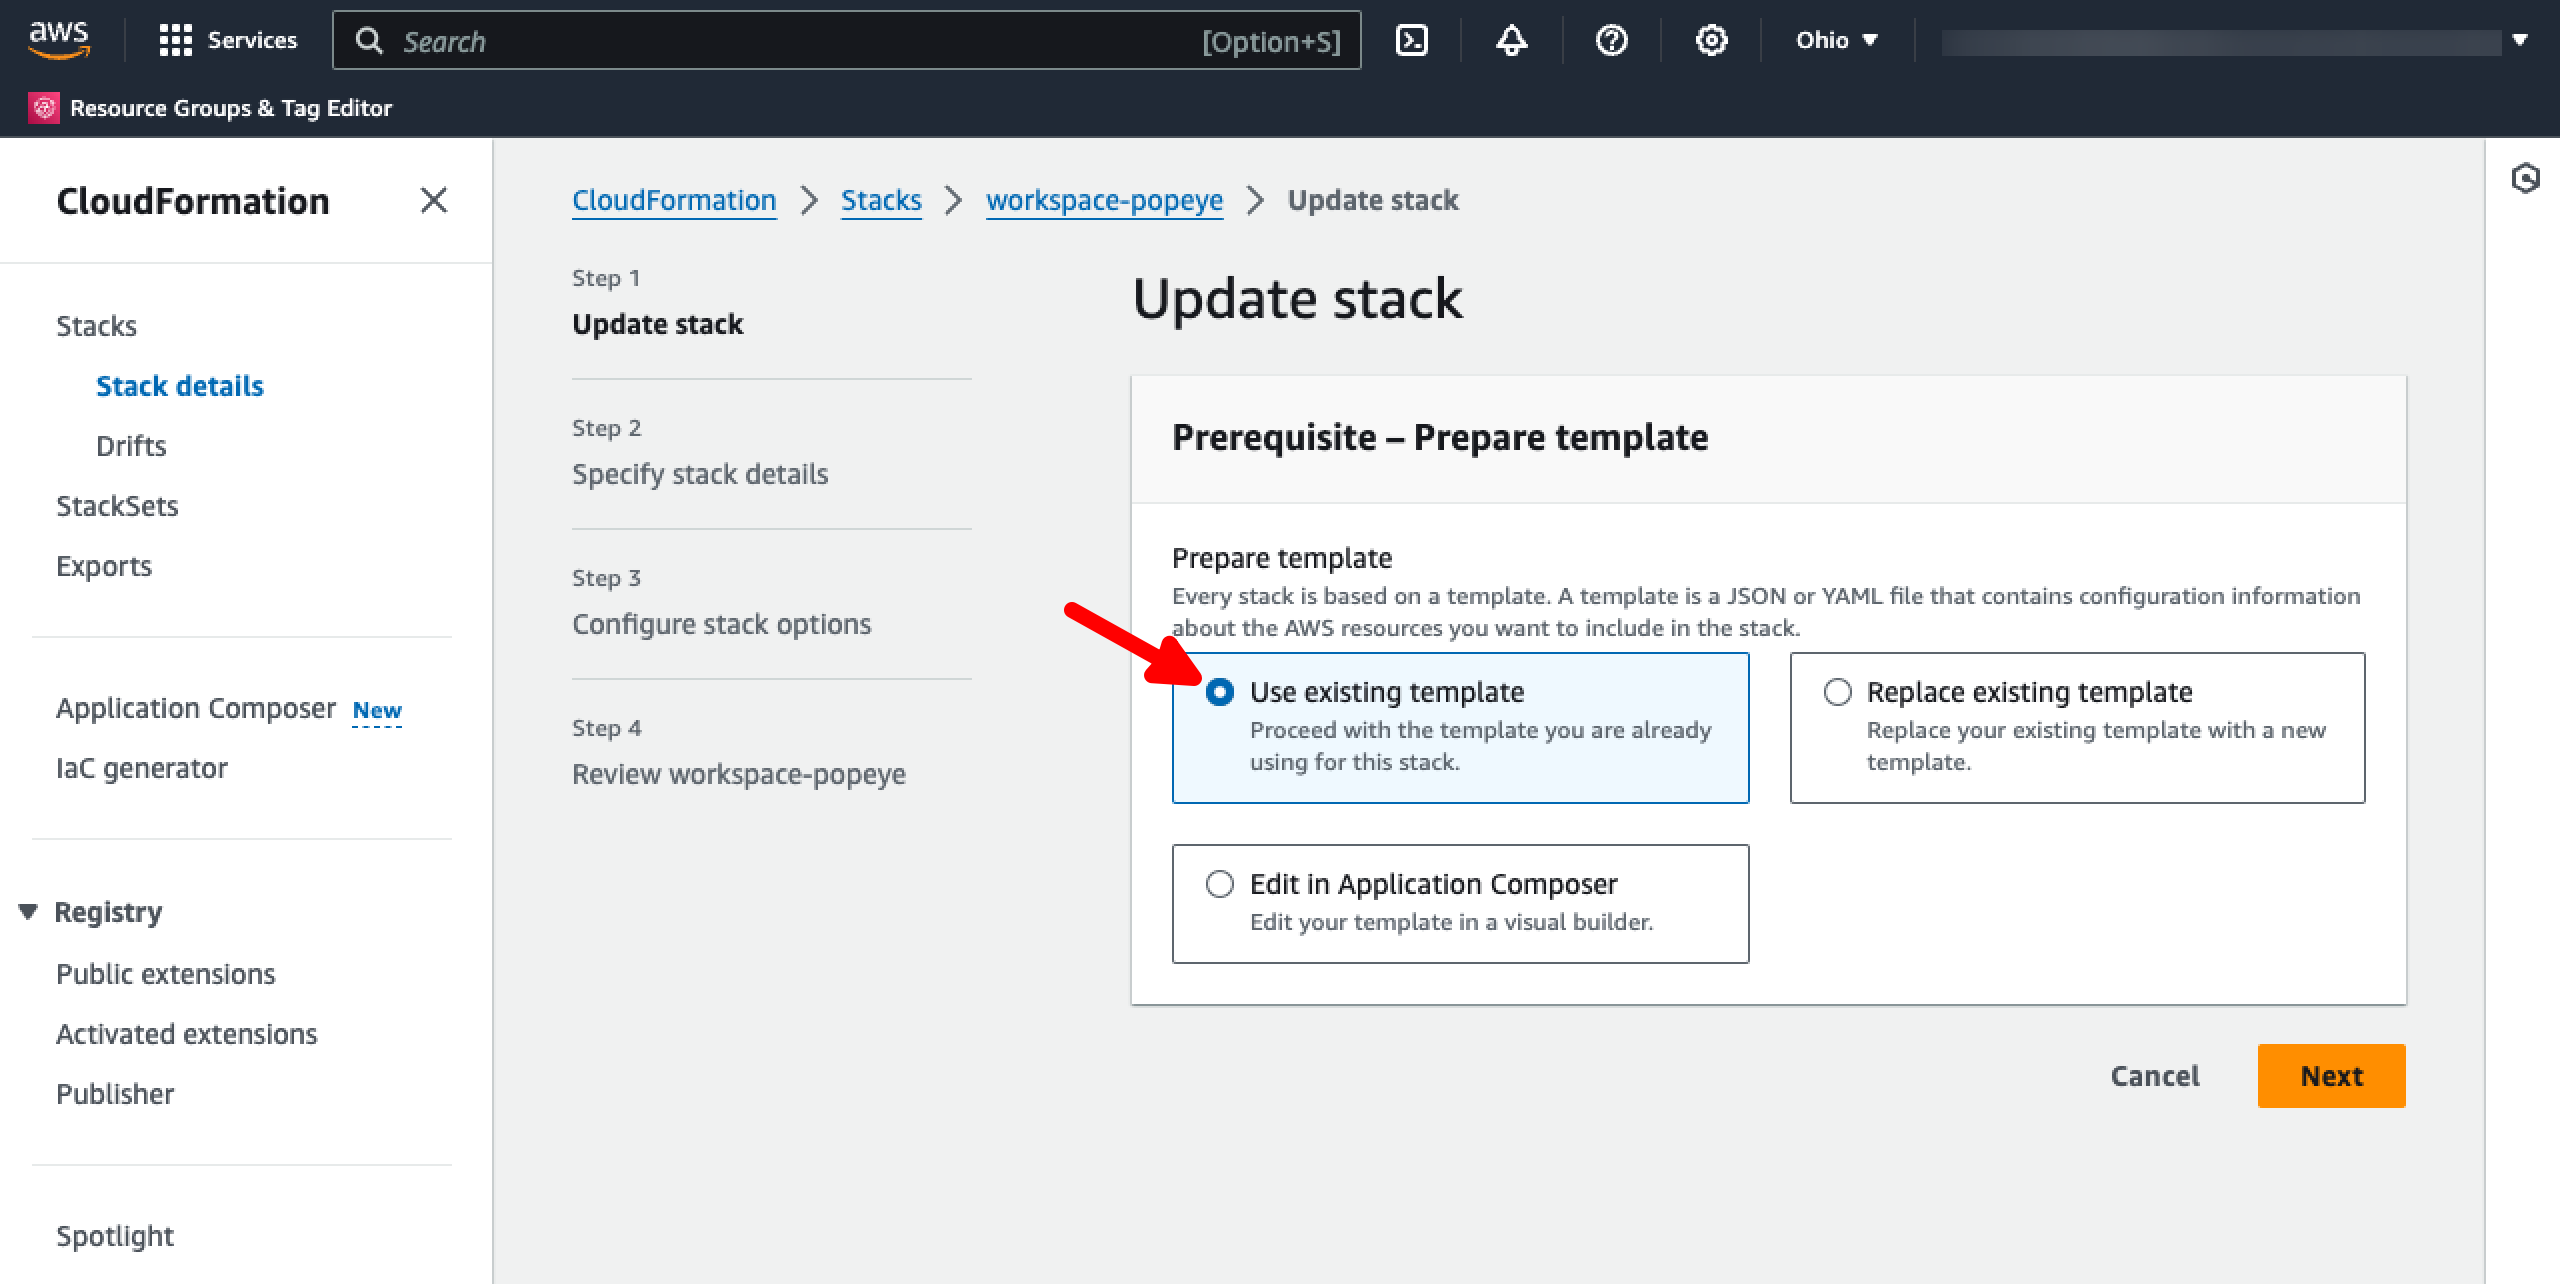 aws
Services
Search
[Option+S]
Ohio
Resource Groups & Tag Editor
CloudFormation
Stacks
Stack details
Drifts
StackSets
Exports
Application Composer New
IaC generator
Registry
Public extensions
Activated extensions
Publisher
Spotlight
CloudFormation
Stacks
workspace-popeye
Update stack
Step 1
Update stack
Step 2
Specify stack details
Step 3
Configure stack options
Step 4
Review workspace-popeye
Update stack
Prerequisite – Prepare template
Prepare template
Every stack is based on a template. A template is a JSON or YAML file that contains configuration information
about the AWS resources you want to include in the stack.
Use existing template
Proceed with the template you are already
using for this stack.
Replace existing template
Replace your existing template with a new
template.
Edit in Application Composer
Edit your template in a visual builder.
Cancel
Next